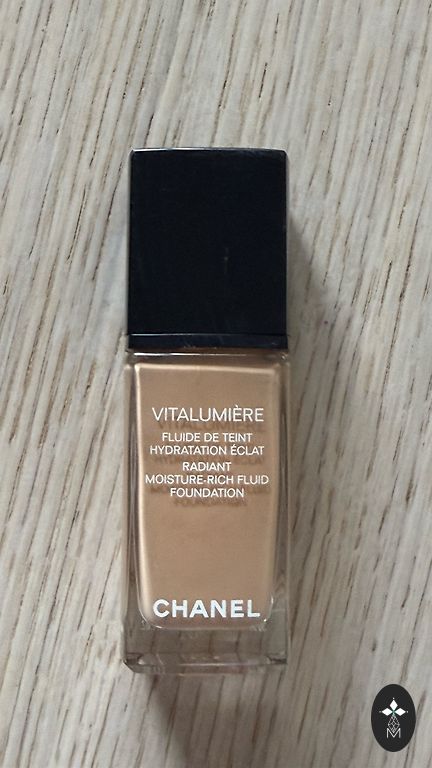 VITALUMIÈRE
FLUIDE DE TEINT
HYDRATATION ÉCLAT
RADIANT
MOISTURE-RICH FLUID
FOUNDATION
CHANEL
M